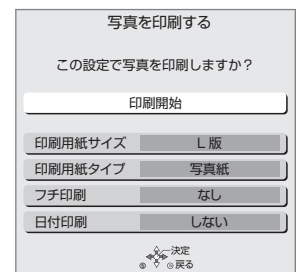 写真を印刷する
この設定で写真を印刷しますか？
印刷開始
印刷用紙サイズ L版
印刷用紙タイプ 写真紙
フチ印刷 なし
日付印刷 しない
決定
戻る